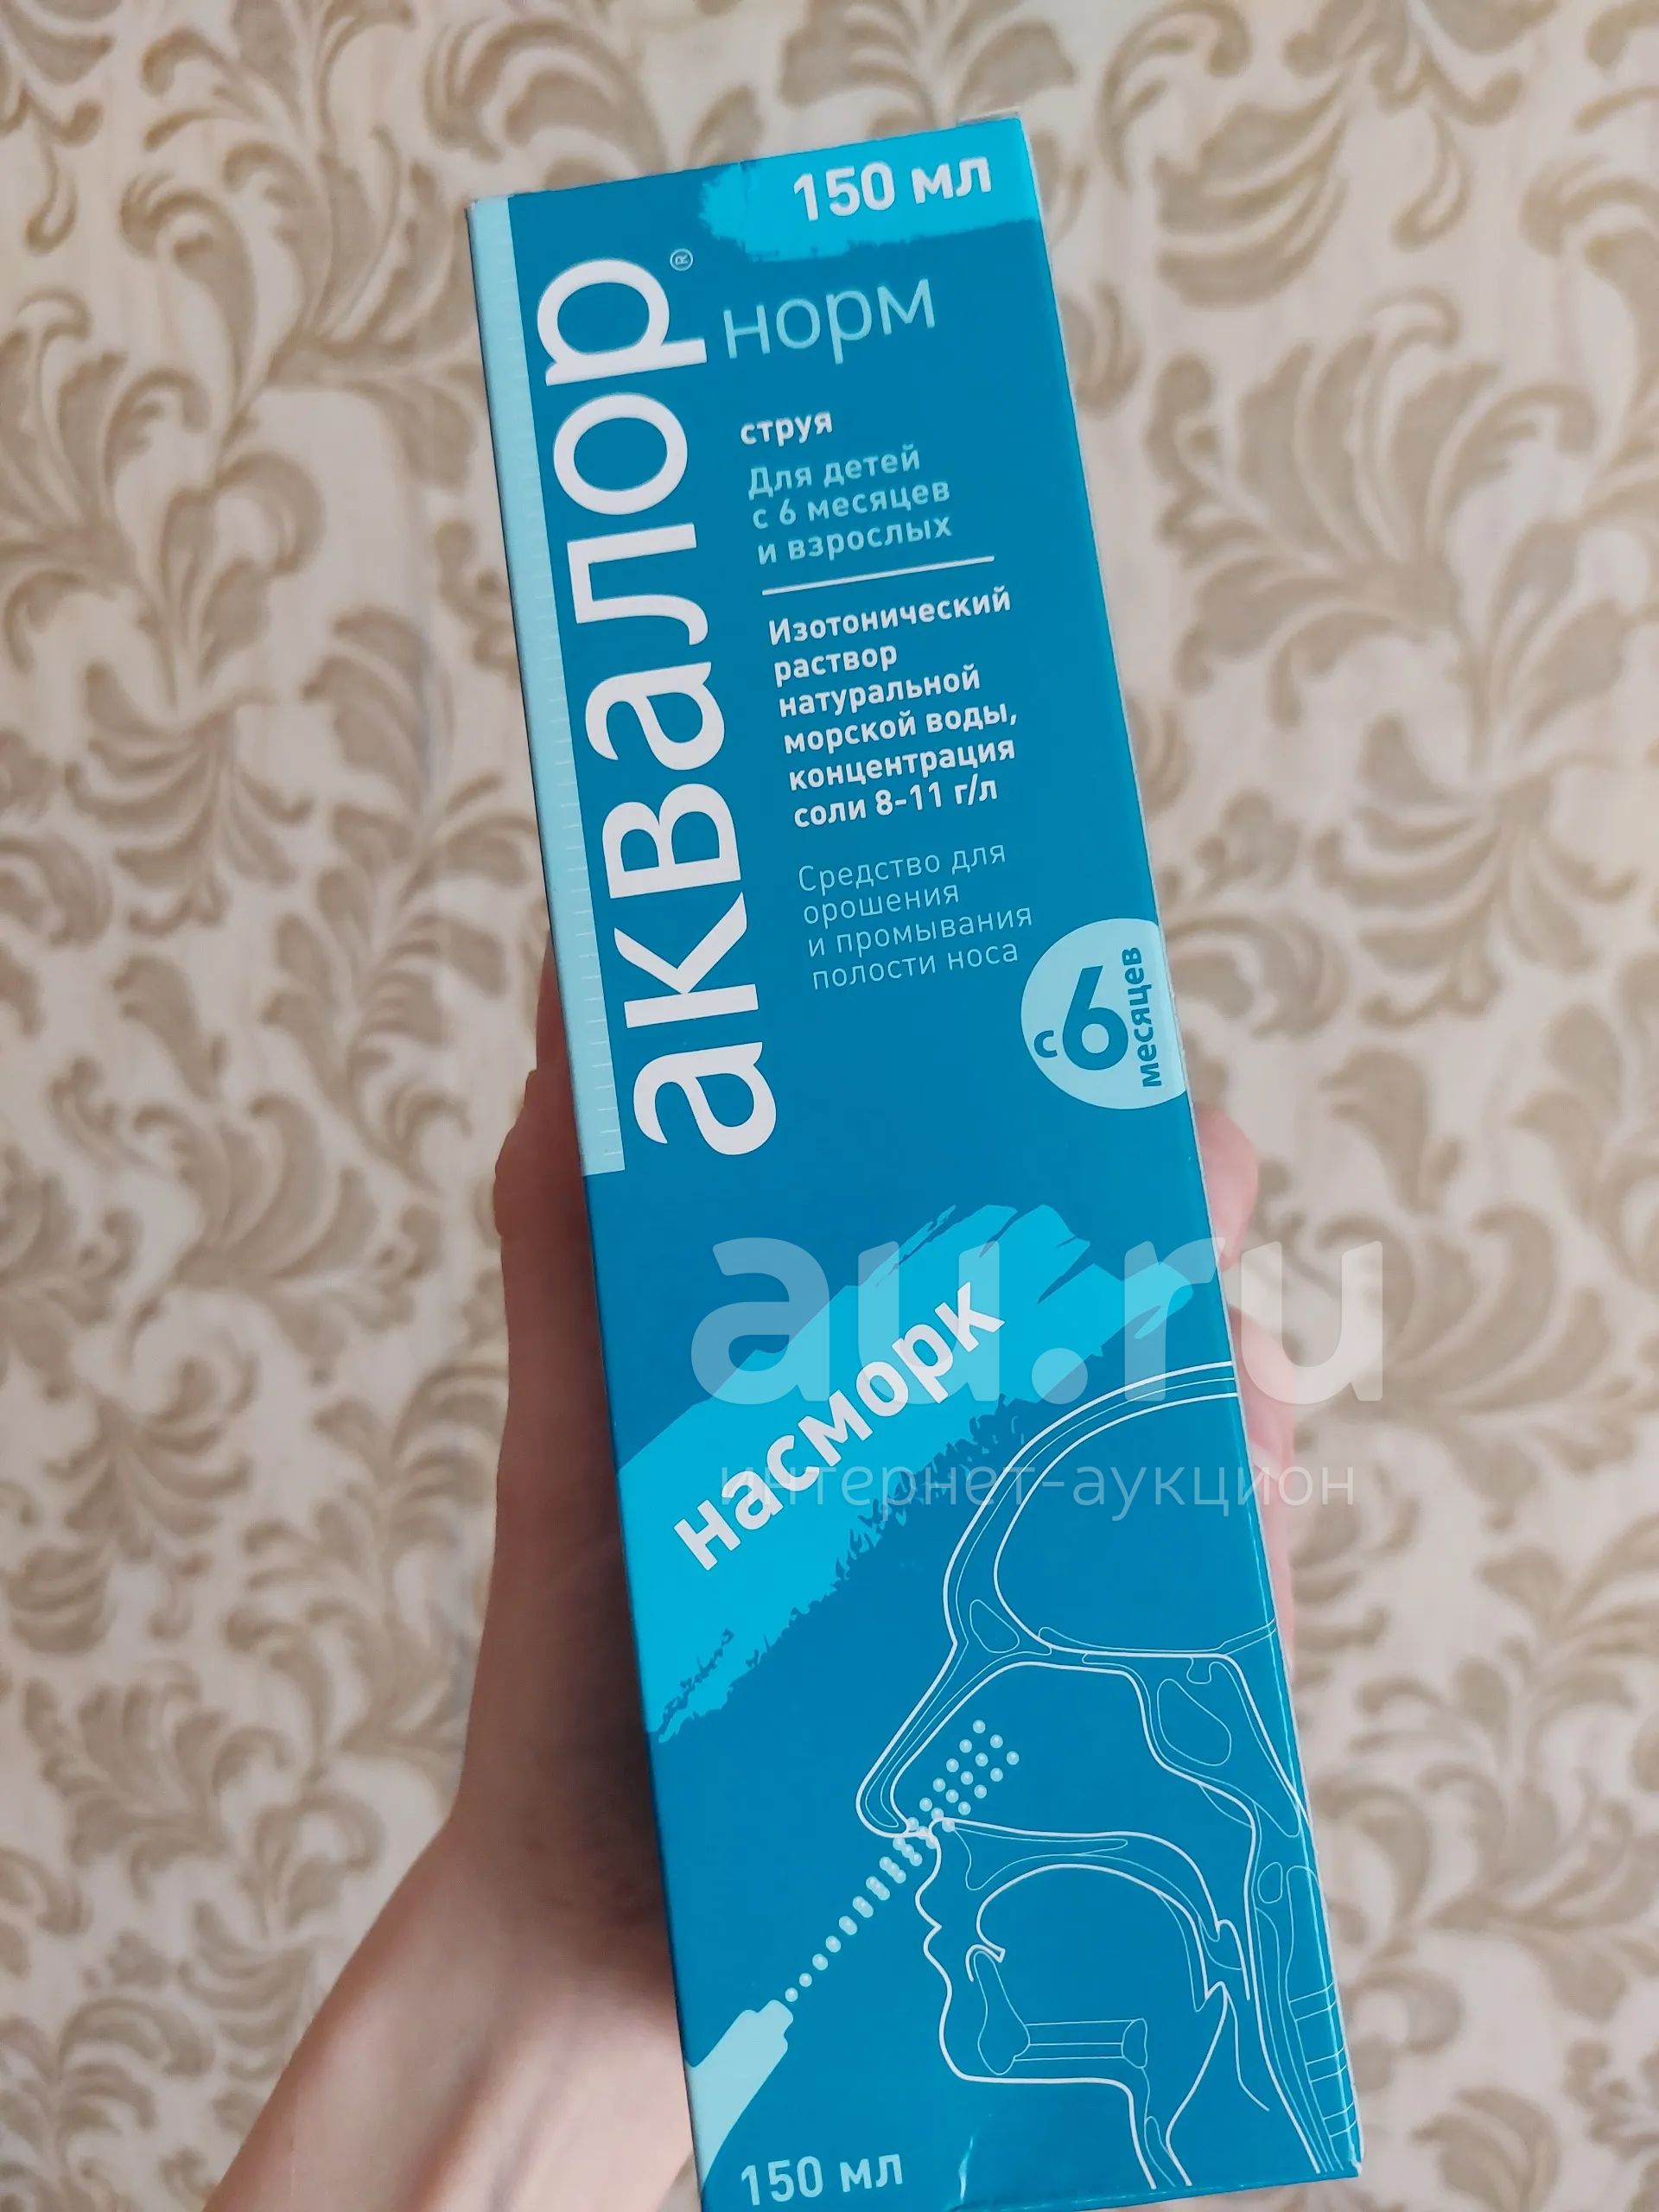 150 мл
аквалор®
норм
струя
Для детей
с 6 месяцев
и взрослых
Изотонический
раствор
натуральной
морской воды,
концентрация
соли 8-11 г/л
Средство для
орошения
и промывания
полости носа
с 6
месяцев
au.ru
насморк
интернет-аукцион
150 мл